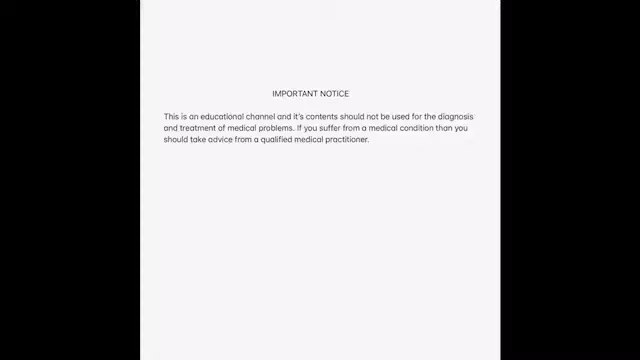 IMPORTANT NOTICE
This is an educational channel and it's contents should not be used for the diagnosis
and treatment of medical problems. If you suffer from a medical condition than you
should take advice from a qualified medical practitioner.